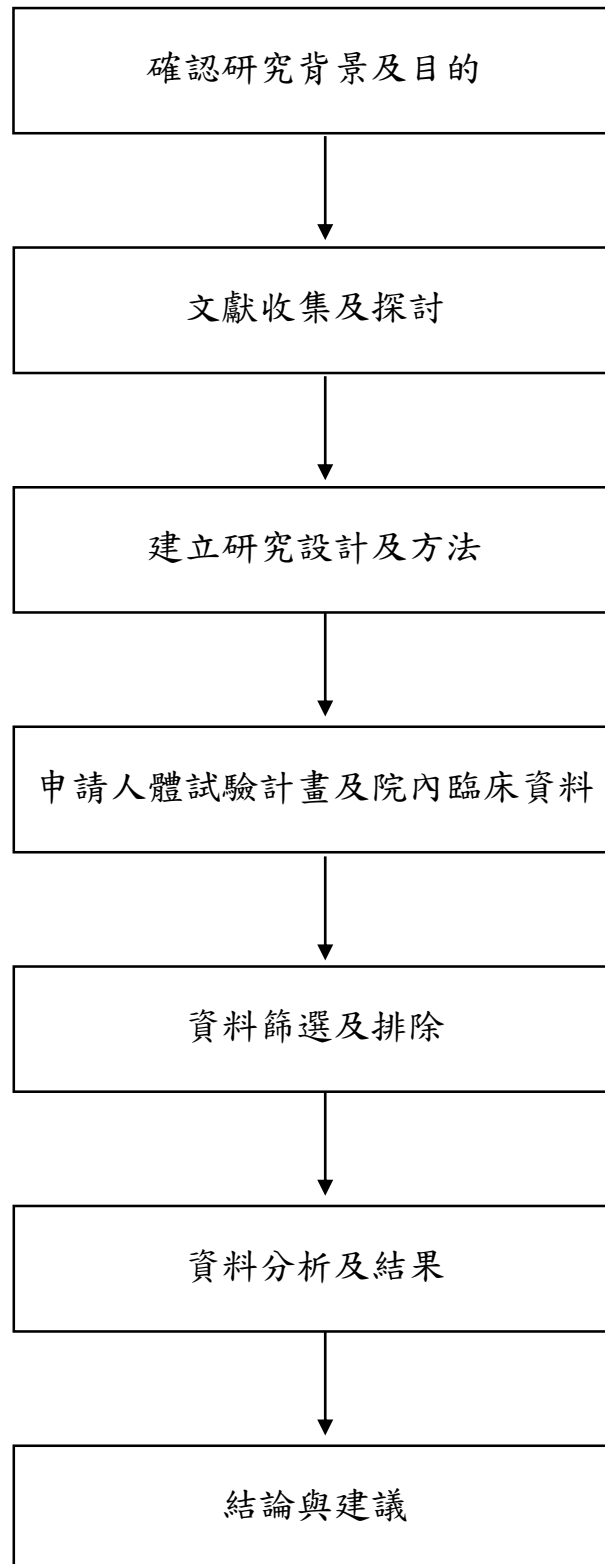 確認研究背景及目的
文獻收集及探討
建立研究設計及方法
申請人體試驗計畫及院內臨床資料
資料篩選及排除
資料分析及結果
結論與建議